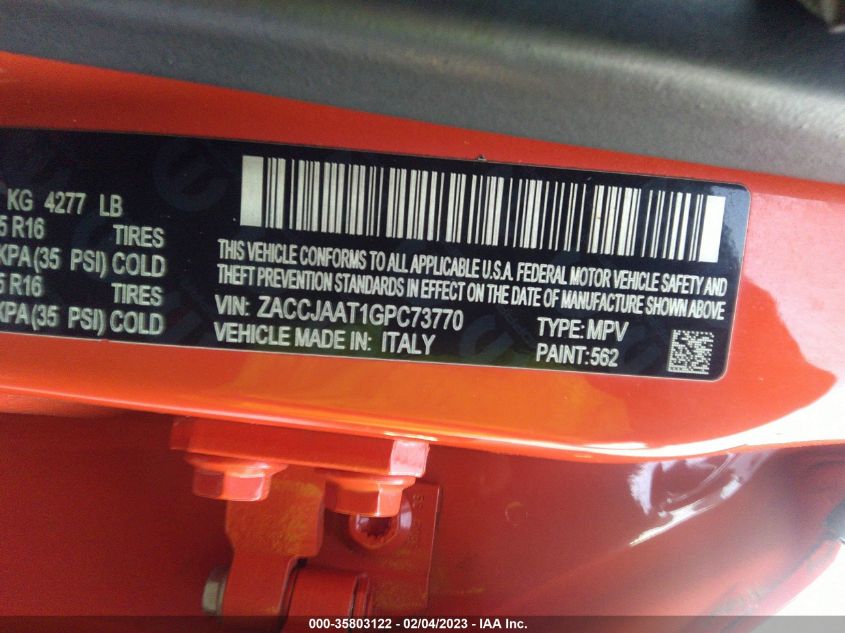 KG 4277 LB
5 R16 TIRES
KPA (35 PSI) COLD
5 R16 TIRES
KPA (35 PSI) COLD
THIS VEHICLE CONFORMS TO ALL APPLICABLE U.S.A. FEDERAL MOTOR VEHICLE SAFETY AND
THEFT PREVENTION STANDARDS IN EFFECT ON THE DATE OF MANUFACTURE SHOWN ABOVE
VIN: ZACCJAAT1GPC73770 TYPE: MPV
VEHICLE MADE IN: ITALY PAINT: 562
000-35803122 - 02/04/2023 - IAA Inc.